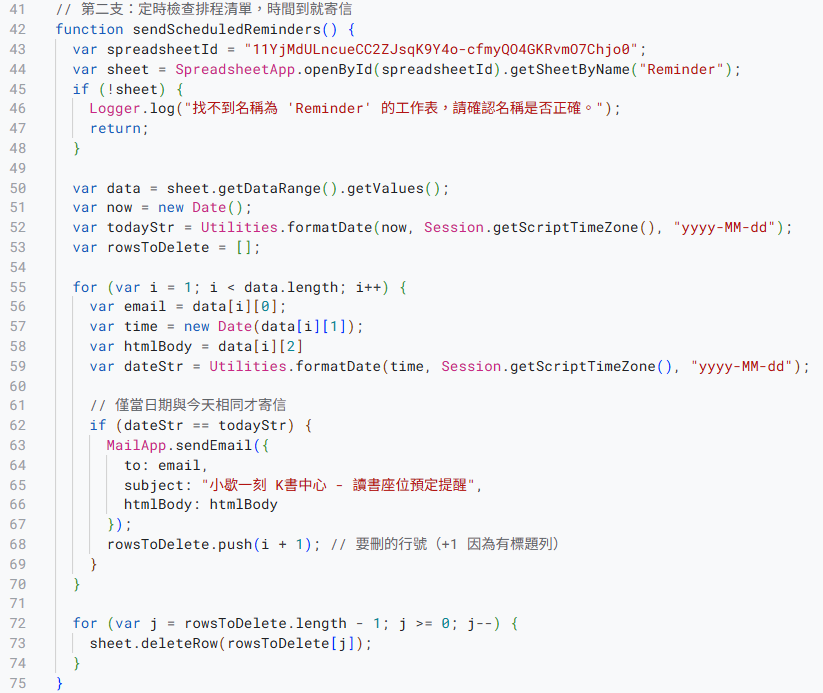 41 // 第二支：定時檢查排程清單，時間到就寄信
42 function sendScheduledReminders() {
43 var spreadsheetId = "11YjMdULncueCC2ZJsqK9Y4o-cfmyQO4GKRvmO7Chjo0";
44 var sheet = SpreadsheetApp.openById(spreadsheetId).getSheetByName("Reminder");
45 if (!sheet) {
46 Logger.log("找不到名稱為 'Reminder' 的工作表，請確認名稱是否正確。");
47 return;
48 }
49
50 var data = sheet.getDataRange().getValues();
51 var now = new Date();
52 var todayStr = Utilities.formatDate(now, Session.getScriptTimeZone(), "yyyy-MM-dd");
53 var rowsToDelete = [];
54
55 for (var i = 1; i < data.length; i++) {
56 var email = data[i][0];
57 var time = new Date(data[i][1]);
58 var htmlBody = data[i][2]
59 var dateStr = Utilities.formatDate(time, Session.getScriptTimeZone(), "yyyy-MM-dd");
60
61 // 僅當日期與今天相同才寄信
62 if (dateStr == todayStr) {
63 MailApp.sendEmail({
64 to: email,
65 subject: "小歇一刻 K書中心 - 讀書座位預定提醒",
66 htmlBody: htmlBody
67 });
68 rowsToDelete.push(i + 1); // 要刪的行號（+1 因為有標題列）
69 }
70 }
71
72 for (var j = rowsToDelete.length - 1; j >= 0; j--) {
73 sheet.deleteRow(rowsToDelete[j]);
74 }
75 }